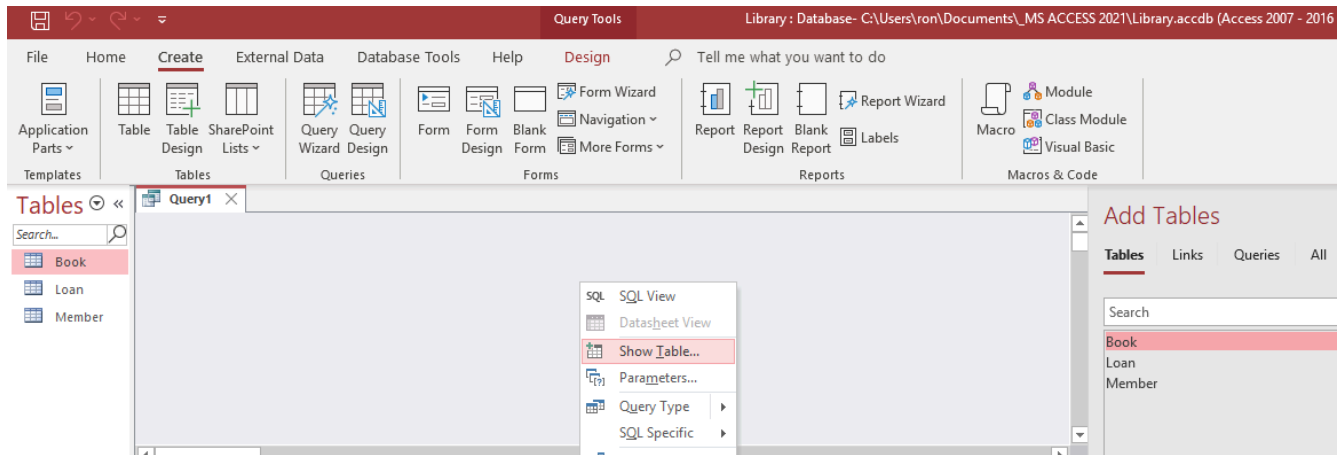 Query Tools
Library : Database- C:\Users\ron\Documents\_MS ACCESS 2021\Library.accdb (Access 2007 - 2016
File Home Create External Data Database Tools Help Design Tell me what you want to do
Application Parts
Templates
Table
Table Design
SharePoint Lists
Tables
Query Wizard
Query Design
Queries
Form
Form Design
Blank Form
Form Wizard
Navigation
More Forms
Forms
Report
Report Design
Blank Report
Report Wizard
Labels
Reports
Macro
Module
Class Module
Visual Basic
Macros & Code
Tables «
Search...
Book
Loan
Member
Query1
SQL SQL View
Datasheet View
Show Table...
Parameters...
Query Type
SQL Specific
Add Tables
Tables Links Queries All
Search
Book
Loan
Member